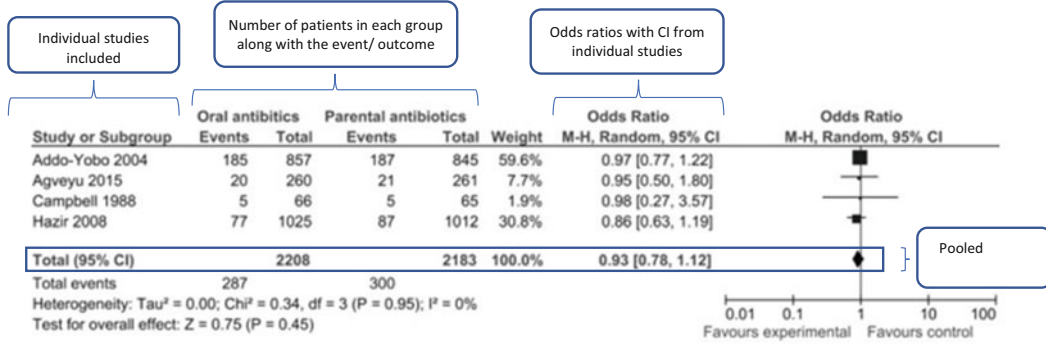 Individual studies
included
Number of patients in each group
along with the event/ outcome
Odds ratios with CI from
individual studies
Oral antibitics Parental antibiotics Odds Ratio Odds Ratio
Study or Subgroup Events Total Events Total Weight M-H, Random, 95% CI M-H, Random, 95% CI
Addo-Yobo 2004 185 857 187 845 59.6% 0.97 [0.77, 1.22]
Agveyu 2015 20 260 21 261 7.7% 0.95 [0.50, 1.80]
Campbell 1988 5 66 5 65 1.9% 0.98 [0.27, 3.57]
Hazir 2008 77 1025 87 1012 30.8% 0.86 [0.63, 1.19]
Total (95% CI) 2208 2183 100.0% 0.93 [0.78, 1.12]
Pooled
Total events 287 300
Heterogeneity: Tau² = 0.00; Chi² = 0.34, df = 3 (P = 0.95); I² = 0%
Test for overall effect: Z = 0.75 (P = 0.45)
0.01 0.1 1 10 100
Favours experimental Favours control